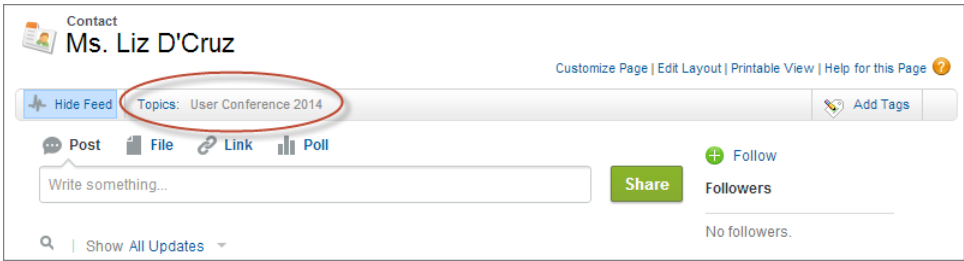 Contact
Ms. Liz D'Cruz
Customize Page | Edit Layout | Printable View | Help for this Page ?
Hide Feed Topics: User Conference 2014 Add Tags
Post File Link Poll
Follow
Write something... Share
Followers
No followers.
Show All Updates